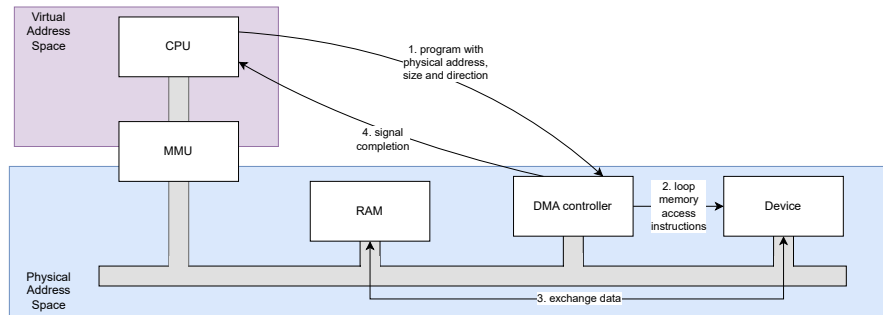 Virtual
Address
Space
CPU
1. program with
physical address,
size and direction
4. signal
completion
MMU
RAM
DMA controller
2. loop
memory
access
instructions
Device
Physical
Address
Space
3. exchange data